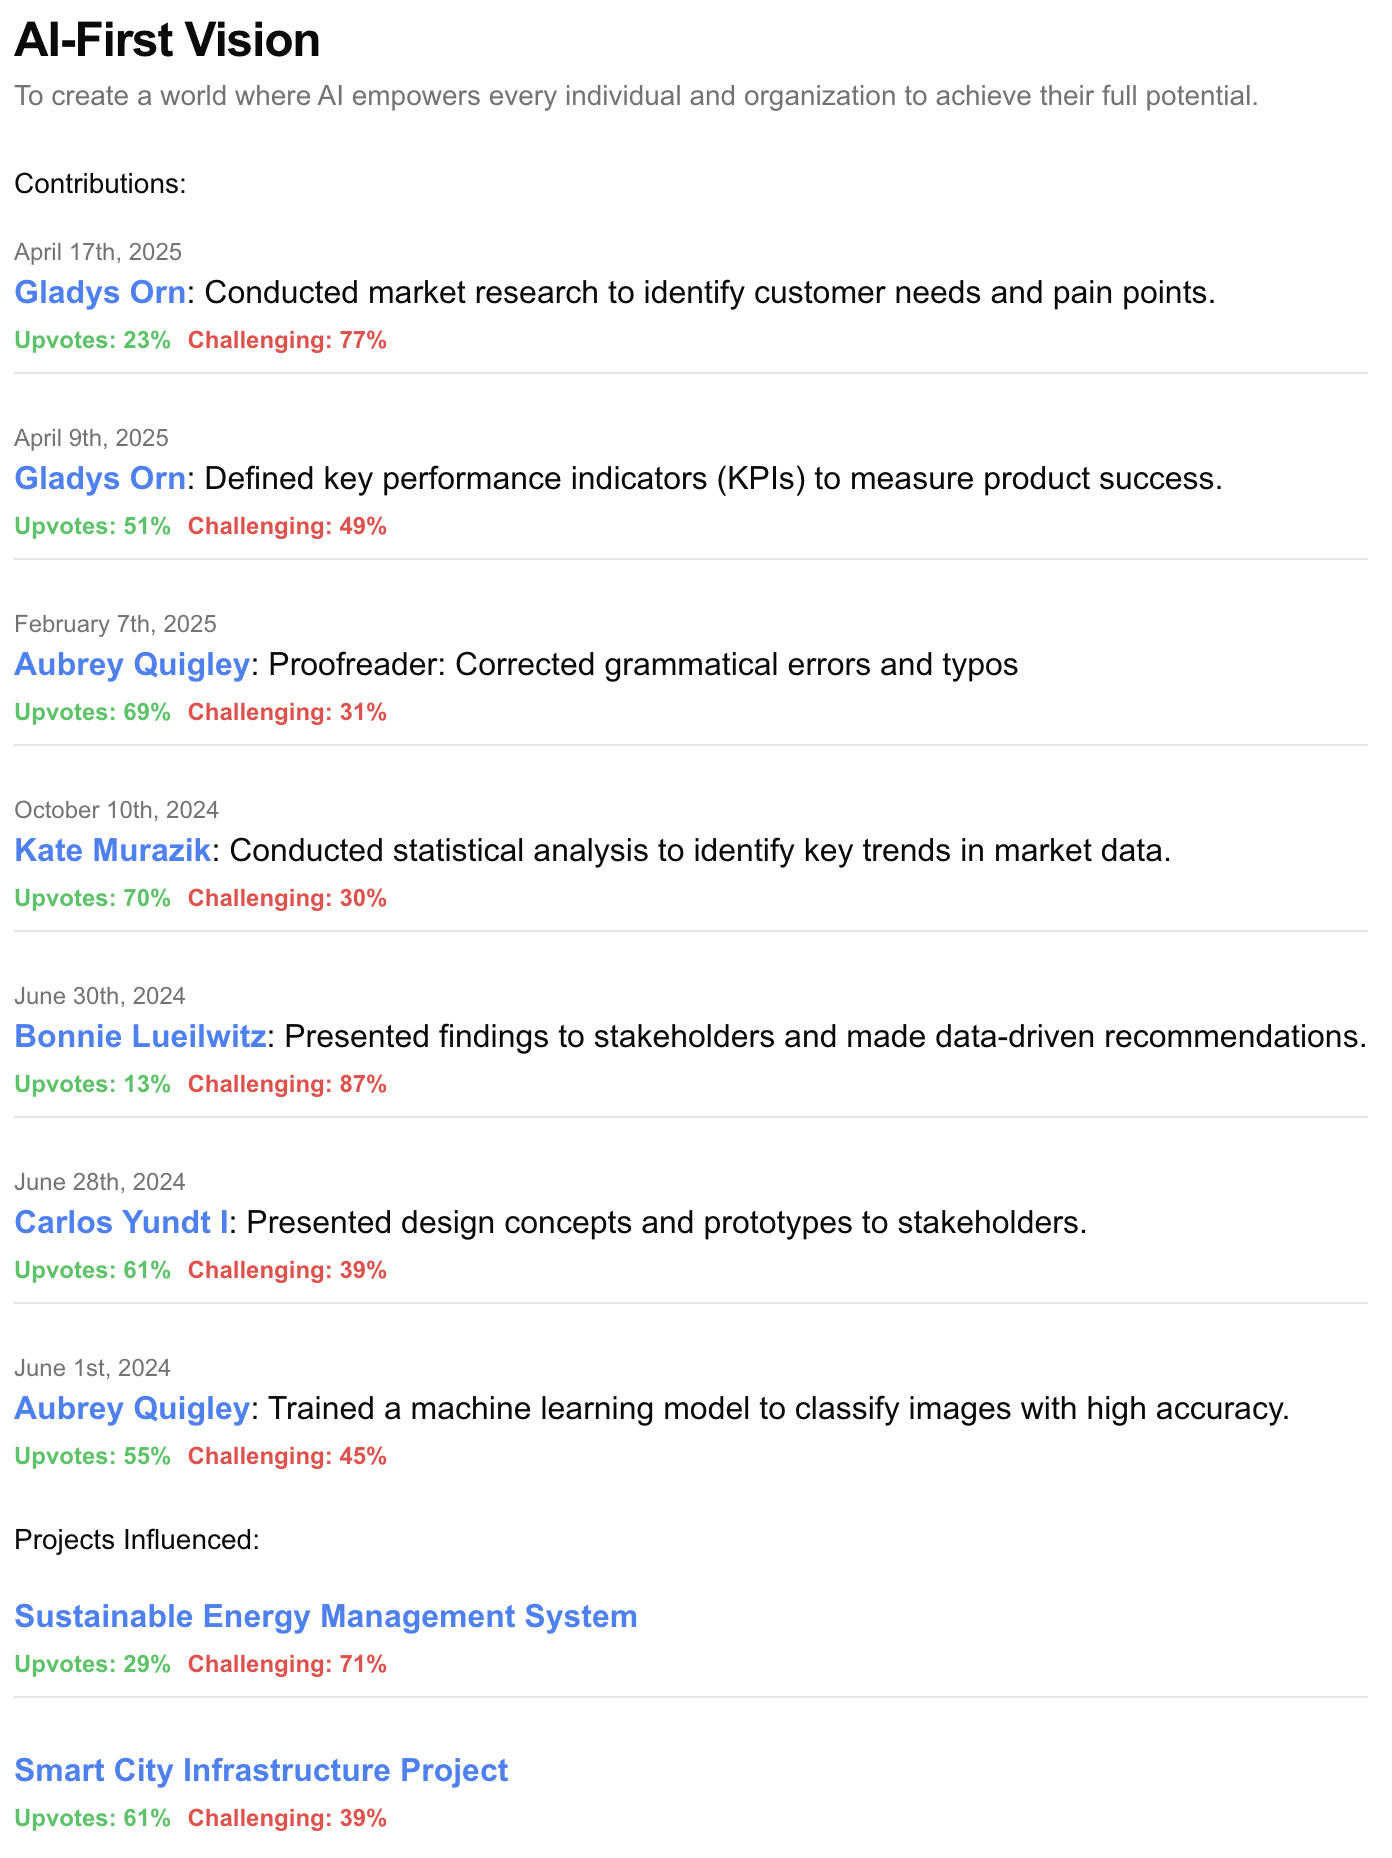 AI-First Vision
To create a world where AI empowers every individual and organization to achieve their full potential.
Contributions:
April 17th, 2025
Gladys Orn: Conducted market research to identify customer needs and pain points.
Upvotes: 23% Challenging: 77%
April 9th, 2025
Gladys Orn: Defined key performance indicators (KPIs) to measure product success.
Upvotes: 51% Challenging: 49%
February 7th, 2025
Aubrey Quigley: Proofreader: Corrected grammatical errors and typos
Upvotes: 69% Challenging: 31%
October 10th, 2024
Kate Murazik: Conducted statistical analysis to identify key trends in market data.
Upvotes: 70% Challenging: 30%
June 30th, 2024
Bonnie Lueilwitz: Presented findings to stakeholders and made data-driven recommendations.
Upvotes: 13% Challenging: 87%
June 28th, 2024
Carlos Yundt I: Presented design concepts and prototypes to stakeholders.
Upvotes: 61% Challenging: 39%
June 1st, 2024
Aubrey Quigley: Trained a machine learning model to classify images with high accuracy.
Upvotes: 55% Challenging: 45%
Projects Influenced:
Sustainable Energy Management System
Upvotes: 29% Challenging: 71%
Smart City Infrastructure Project
Upvotes: 61% Challenging: 39%